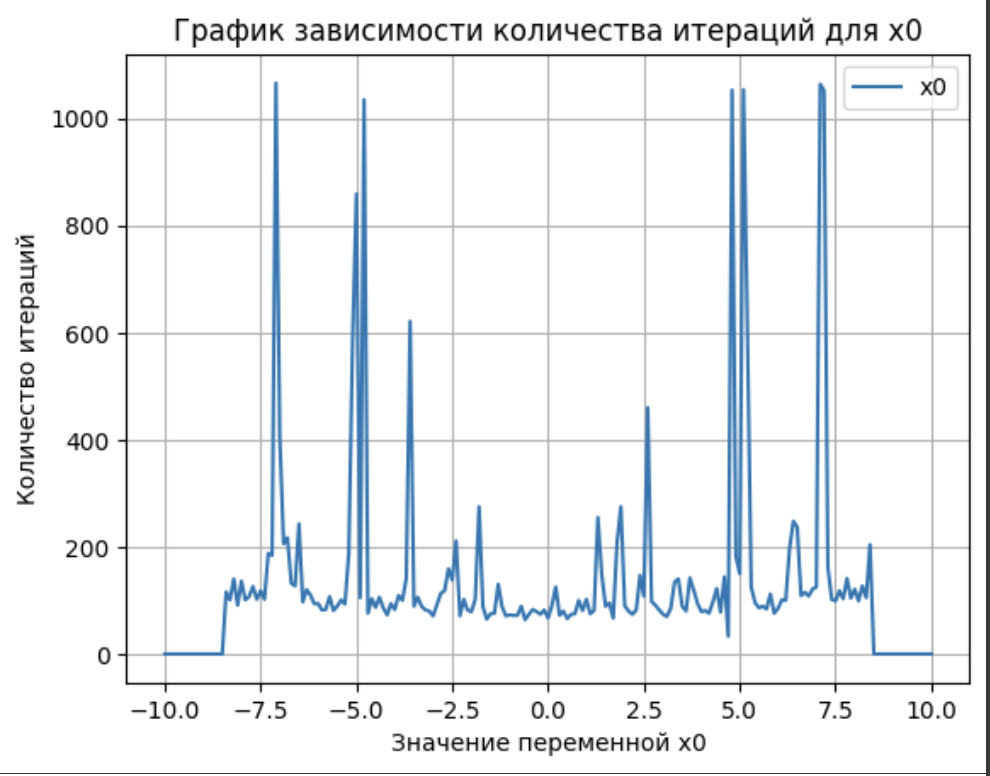 График зависимости количества итераций для x0
x0
1000
800
600
400
200
0
Количество итераций
−10.0 −7.5 −5.0 −2.5 0.0 2.5 5.0 7.5 10.0
Значение переменной x0